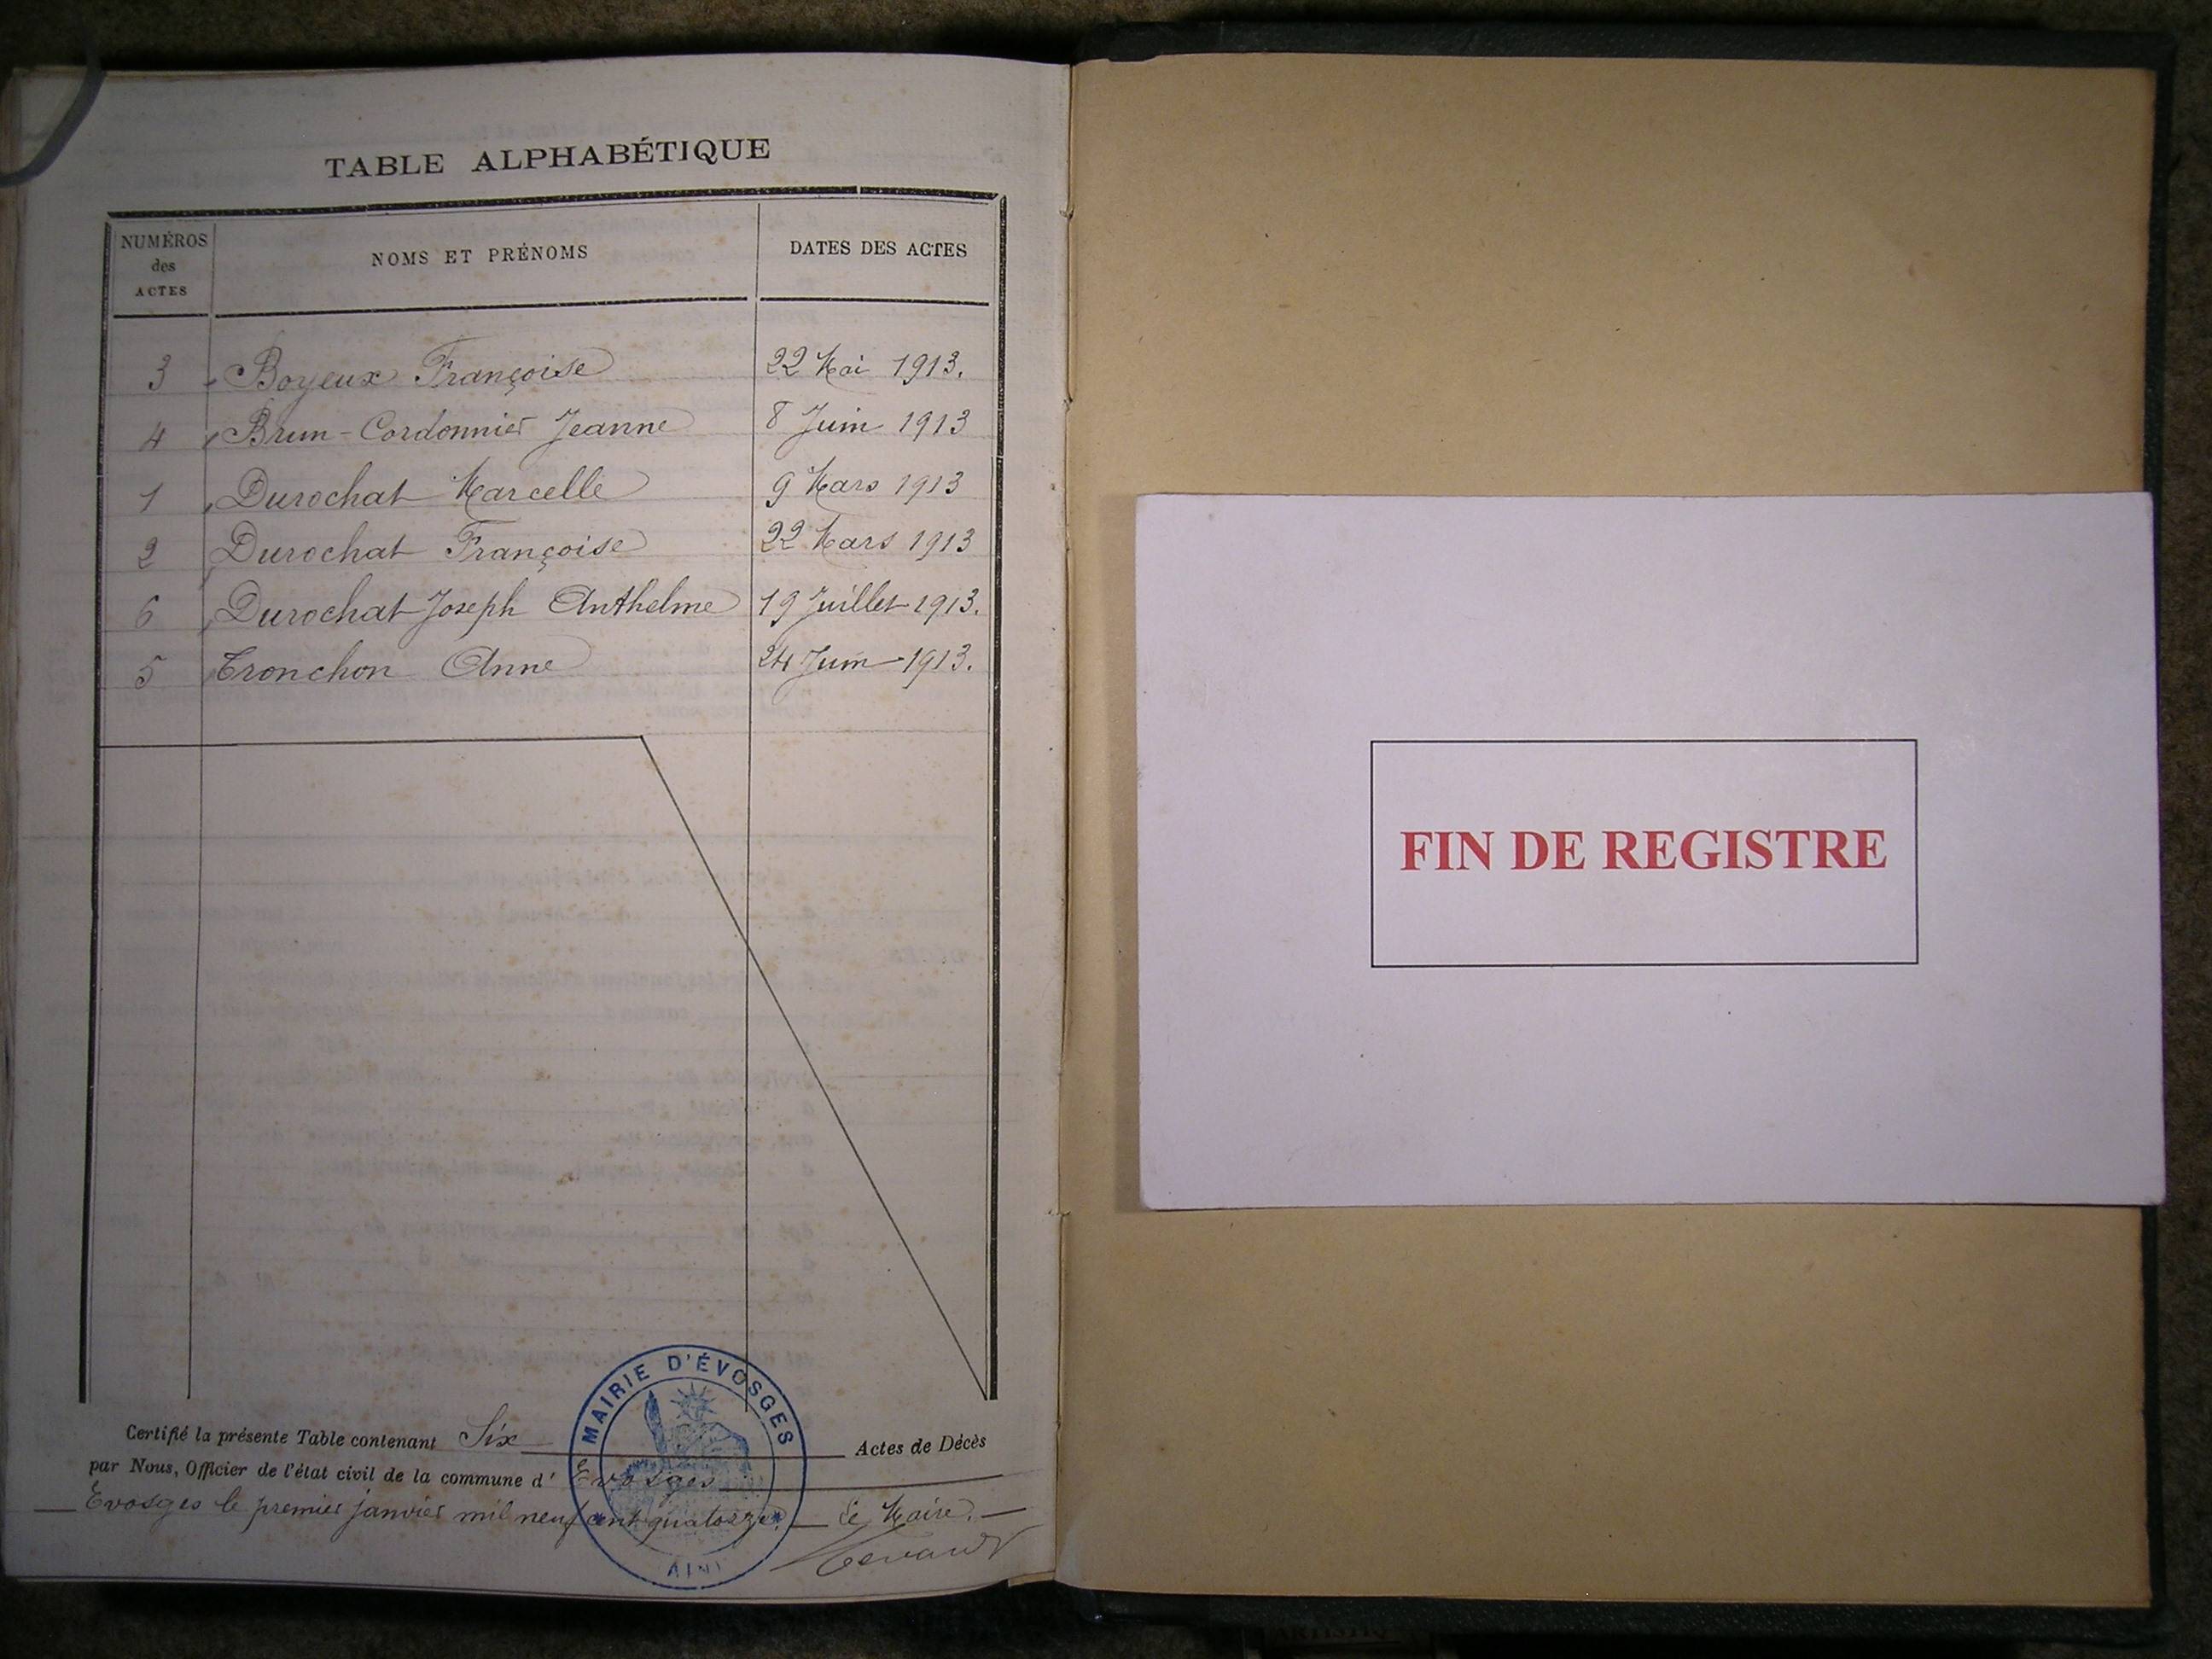 TABLE ALPHABÉTIQUE
NUMÉROS des ACTES NOMS ET PRÉNOMS DATES DES ACTES
3 Boyeux Françoise 22 Mai 1913.
4 Brun-Cordonnier Jeanne 8 Juin 1913
1 Durochat Marcelle 9 Mars 1913
2 Durochat Françoise 22 Mars 1913
6 Durochat Joseph Anthelme 19 Juillet 1913.
5 Tronchon Anne 24 Juin 1913.
Certifié la présente Table contenant Six Actes de Décès
par Nous, Officier de l'état civil de la commune d' Evosges
Evosges le premier janvier mil neuf cent quatorze. Le Maire.
MAIRIE D'ÉVOSGES
AIN
FIN DE REGISTRE